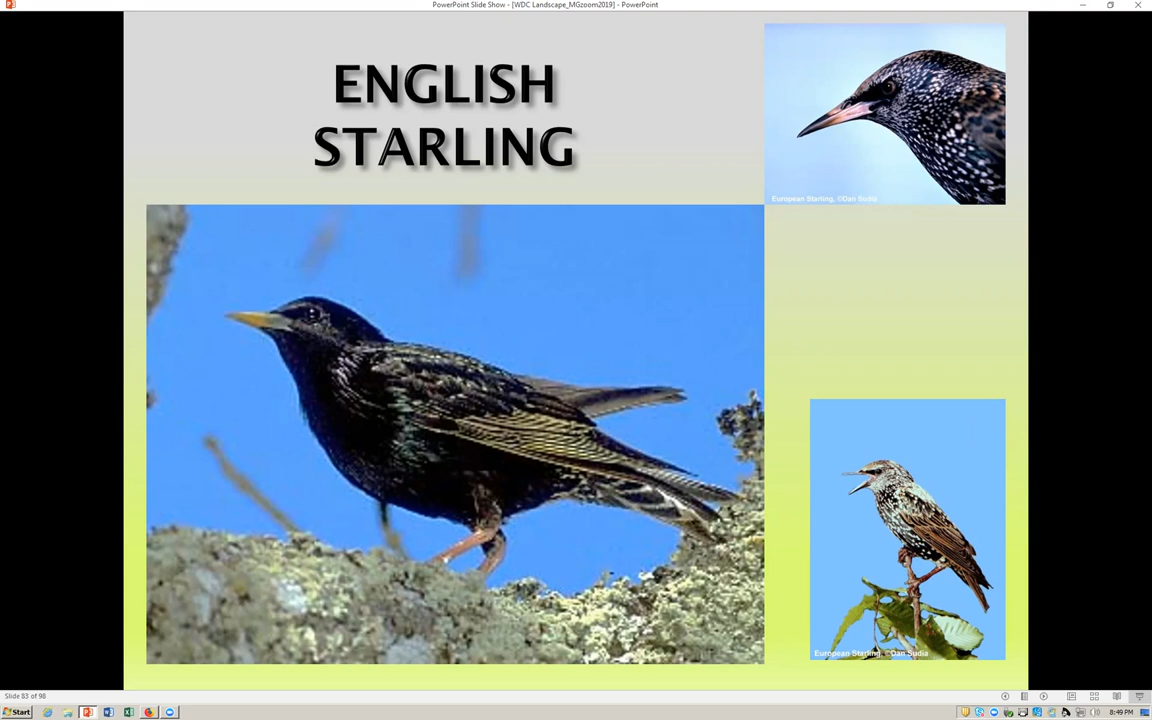 PowerPoint Slide Show - [WDC Landscape_MGzoom2019] - PowerPoint
ENGLISH
STARLING
European Starling, ©Dan Sudia
European Starling, ©Dan Sudia
Slide 83 of 98
Start
8:49 PM